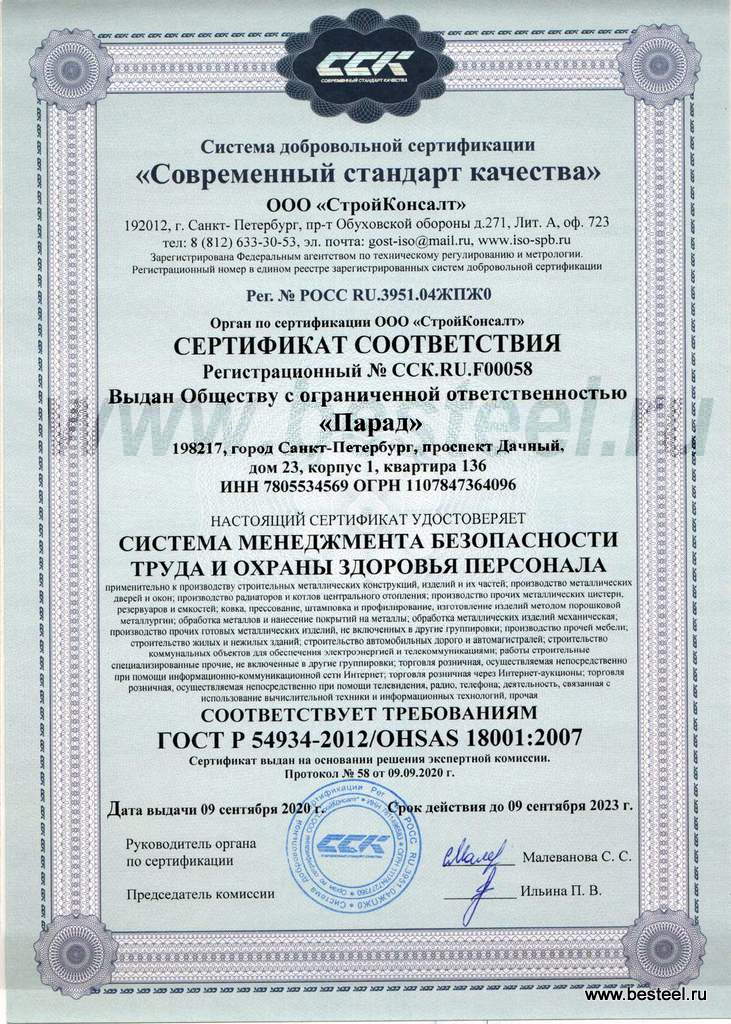 ССК
СОВРЕМЕННЫЙ СТАНДАРТ КАЧЕСТВА
Система добровольной сертификации
«Современный стандарт качества»
ООО «СтройКонсалт»
192012, г. Санкт- Петербург, пр-т Обуховской обороны д.271, Лит. А, оф. 723
тел: 8 (812) 633-30-53, эл. почта: gost-iso@mail.ru, www.iso-spb.ru
Зарегистрирована Федеральным агентством по техническому регулированию и метрологии.
Регистрационный номер в едином реестре зарегистрированных систем добровольной сертификации
Рег. № РОСС RU.3951.04ЖПЖ0
Орган по сертификации ООО «СтройКонсалт»
СЕРТИФИКАТ СООТВЕТСТВИЯ
Регистрационный № ССК.RU.F00058
Выдан Обществу с ограниченной ответственностью
«Парад»
www.besteel.ru
198217, город Санкт-Петербург, проспект Дачный,
дом 23, корпус 1, квартира 136
ИНН 7805534569 ОГРН 1107847364096
НАСТОЯЩИЙ СЕРТИФИКАТ УДОСТОВЕРЯЕТ
СИСТЕМА МЕНЕДЖМЕНТА БЕЗОПАСНОСТИ
ТРУДА И ОХРАНЫ ЗДОРОВЬЯ ПЕРСОНАЛА
применительно к производству строительных металлических конструкций, изделий и их частей; производство металлических
дверей и окон; производство радиаторов и котлов центрального отопления; производство прочих металлических цистерн,
резервуаров и емкостей; ковка, прессование, штамповка и профилирование, изготовление изделий методом порошковой
металлургии; обработка металлов и нанесение покрытий на металлы; обработка металлических изделий механическая;
производство прочих готовых металлических изделий, не включенных в другие группировки; производство прочей мебели;
строительство жилых и нежилых зданий; строительство автомобильных дорого и автомагистралей; строительство
коммунальных объектов для обеспечения электроэнергией и телекоммуникациями; работы строительные
специализированные прочие, не включенные в другие группировки; торговля розничная, осуществляемая непосредственно
при помощи информационно-коммуникационной сети Интернет; торговля розничная через Интернет-аукционы; торговля
розничная, осуществляемая непосредственно при помощи телевидения, радио, телефона; деятельность, связанная с
использованием вычислительной техники и информационных технологий, прочая
СООТВЕТСТВУЕТ ТРЕБОВАНИЯМ
ГОСТ Р 54934-2012/OHSAS 18001:2007
Сертификат выдан на основании решения экспертной комиссии.
Протокол № 58 от 09.09.2020 г.
Дата выдачи 09 сентября 2020 г. Срок действия до 09 сентября 2023 г.
Руководитель органа
по сертификации
Малеванова С. С.
Председатель комиссии
Ильина П. В.
ССК
www.besteel.ru